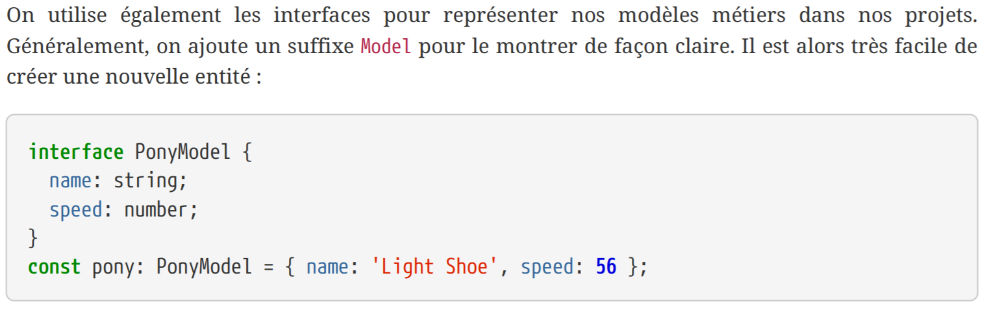 On utilise également les interfaces pour représenter nos modèles métiers dans nos projets.
Généralement, on ajoute un suffixe Model pour le montrer de façon claire. Il est alors très facile de
créer une nouvelle entité :
interface PonyModel {
  name: string;
  speed: number;
}
const pony: PonyModel = { name: 'Light Shoe', speed: 56 };